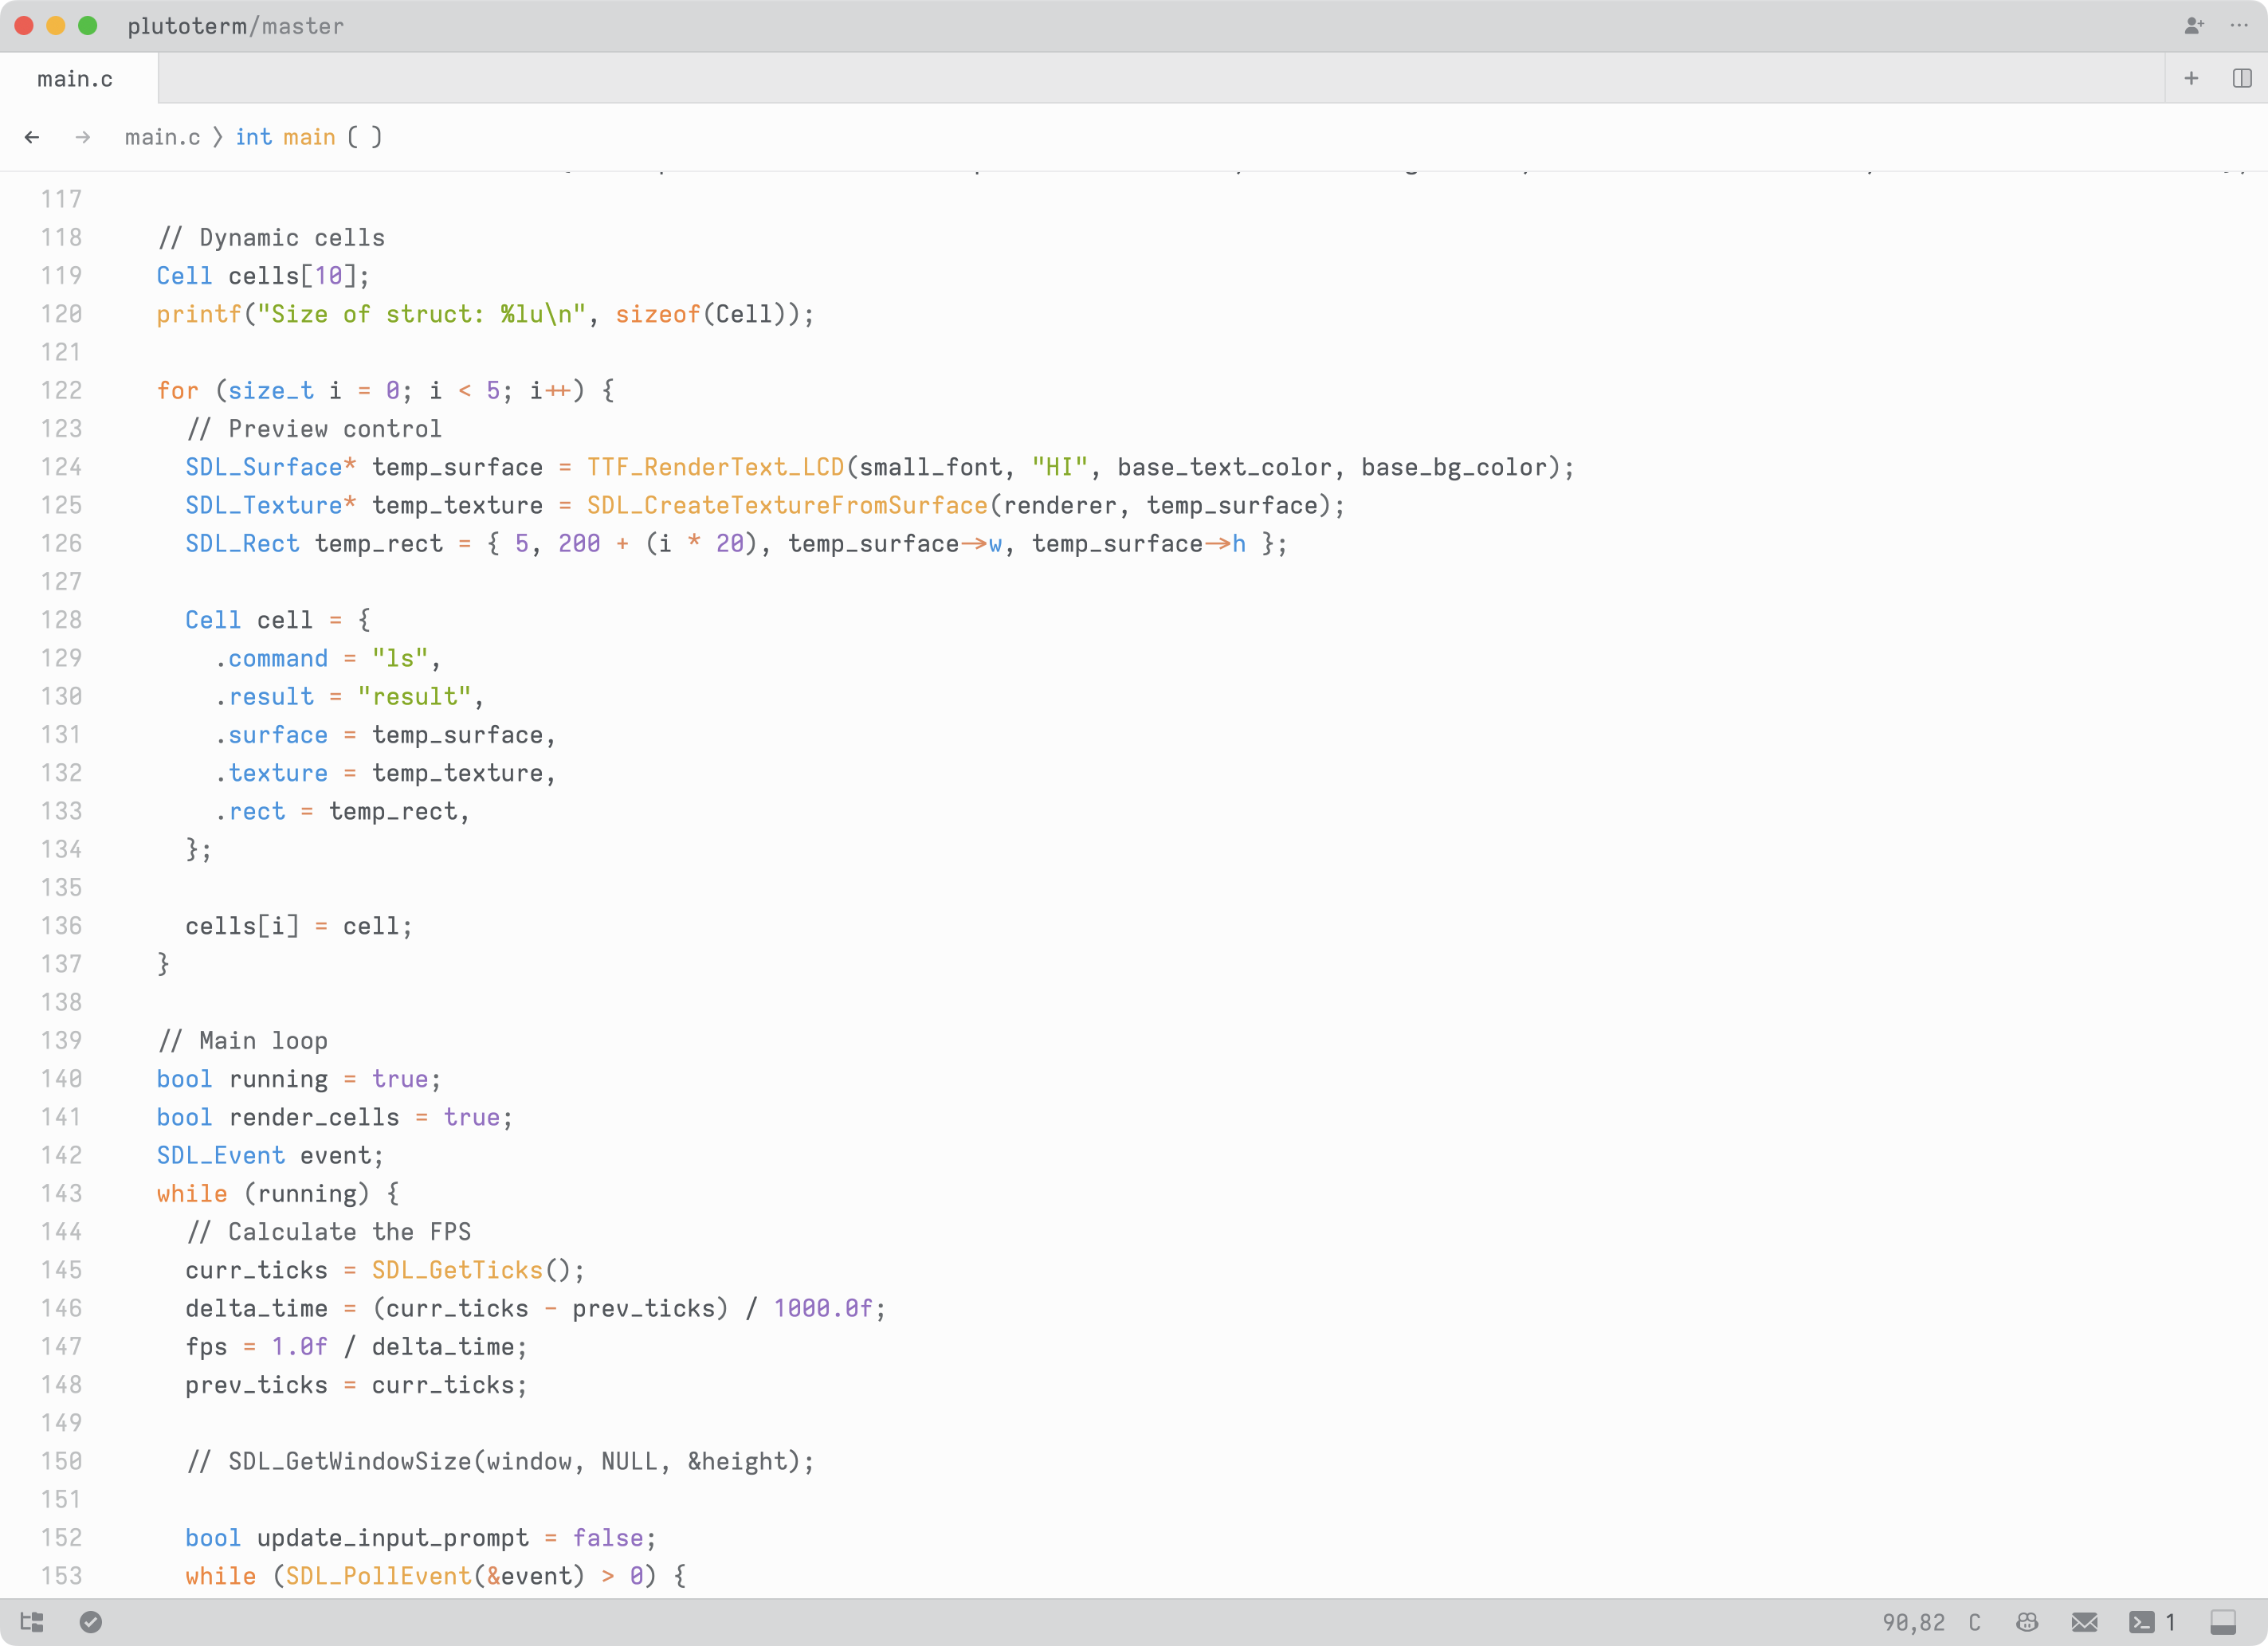 plutoterm/master
main.c
main.c 〉 int main ( )
117
118 // Dynamic cells
119 Cell cells[10];
120 printf("Size of struct: %lu\n", sizeof(Cell));
121
122 for (size_t i = 0; i < 5; i++) {
123 // Preview control
124 SDL_Surface* temp_surface = TTF_RenderText_LCD(small_font, "HI", base_text_color, base_bg_color);
125 SDL_Texture* temp_texture = SDL_CreateTextureFromSurface(renderer, temp_surface);
126 SDL_Rect temp_rect = { 5, 200 + (i * 20), temp_surface->w, temp_surface->h };
127
128 Cell cell = {
129 .command = "ls",
130 .result = "result",
131 .surface = temp_surface,
132 .texture = temp_texture,
133 .rect = temp_rect,
134 };
135
136 cells[i] = cell;
137 }
138
139 // Main loop
140 bool running = true;
141 bool render_cells = true;
142 SDL_Event event;
143 while (running) {
144 // Calculate the FPS
145 curr_ticks = SDL_GetTicks();
146 delta_time = (curr_ticks - prev_ticks) / 1000.0f;
147 fps = 1.0f / delta_time;
148 prev_ticks = curr_ticks;
149
150 // SDL_GetWindowSize(window, NULL, &height);
151
152 bool update_input_prompt = false;
153 while (SDL_PollEvent(&event) > 0) {
90,82 C 1